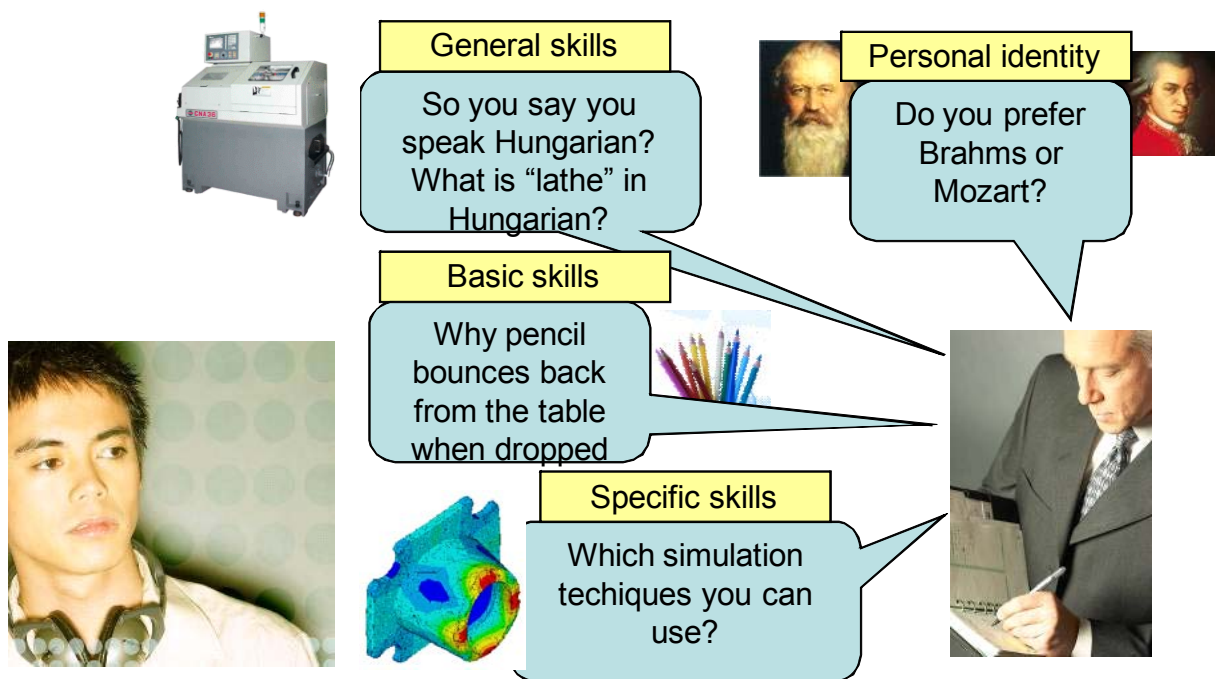 General skills
So you say you
speak Hungarian?
What is “lathe” in
Hungarian?
Personal identity
Do you prefer
Brahms or
Mozart?
Basic skills
Why pencil
bounces back
from the table
when dropped
Specific skills
Which simulation
techiques you can
use?